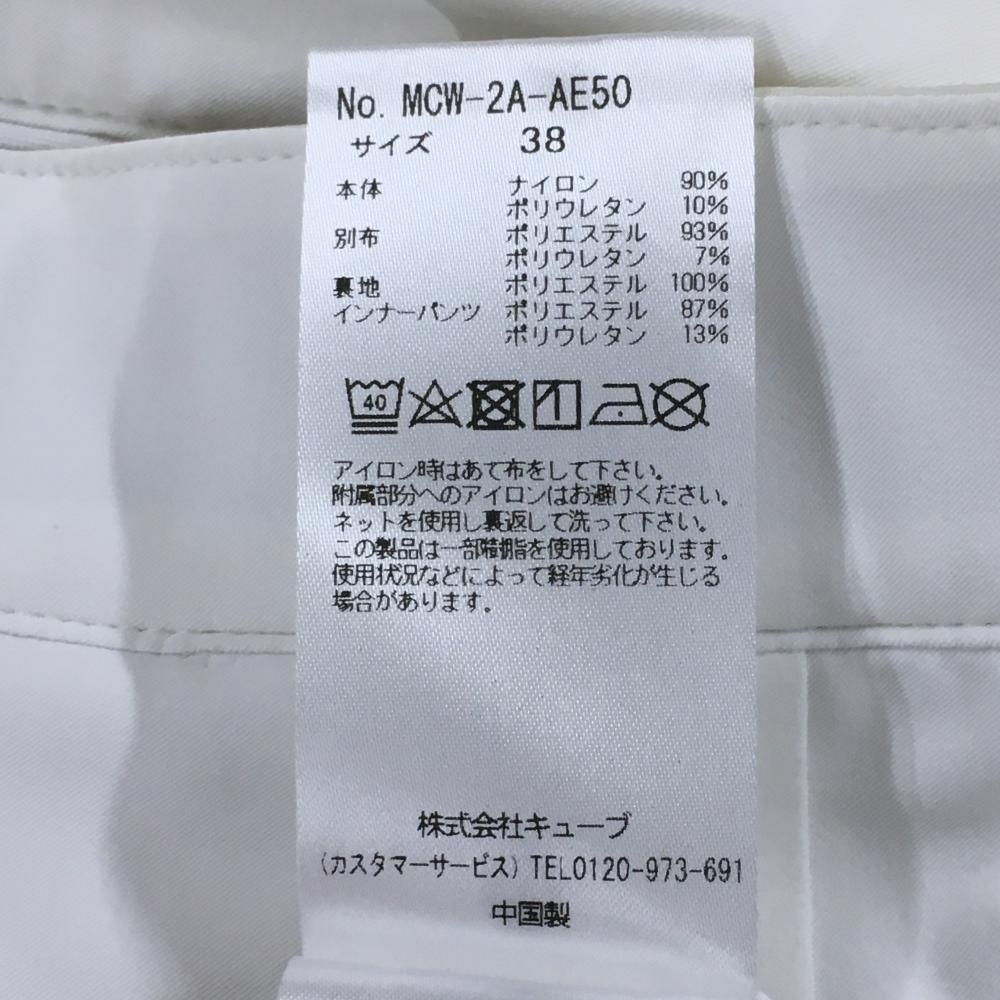 No. MCW-2A-AE50
サイズ 38
本体 ナイロン 90%
ポリウレタン 10%
別布 ポリエステル 93%
ポリウレタン 7%
裏地 ポリエステル 100%
インナーパンツ ポリエステル 87%
ポリウレタン 13%
40
アイロン時はあて布をして下さい。
附属部分へのアイロンはお避けください。
ネットを使用し裏返して洗って下さい。
この製品は一部樹脂を使用しております。
使用状況などによって経年劣化が生じる
場合があります。
株式会社キューブ
(カスタマーサービス) TEL0120-973-691
中国製